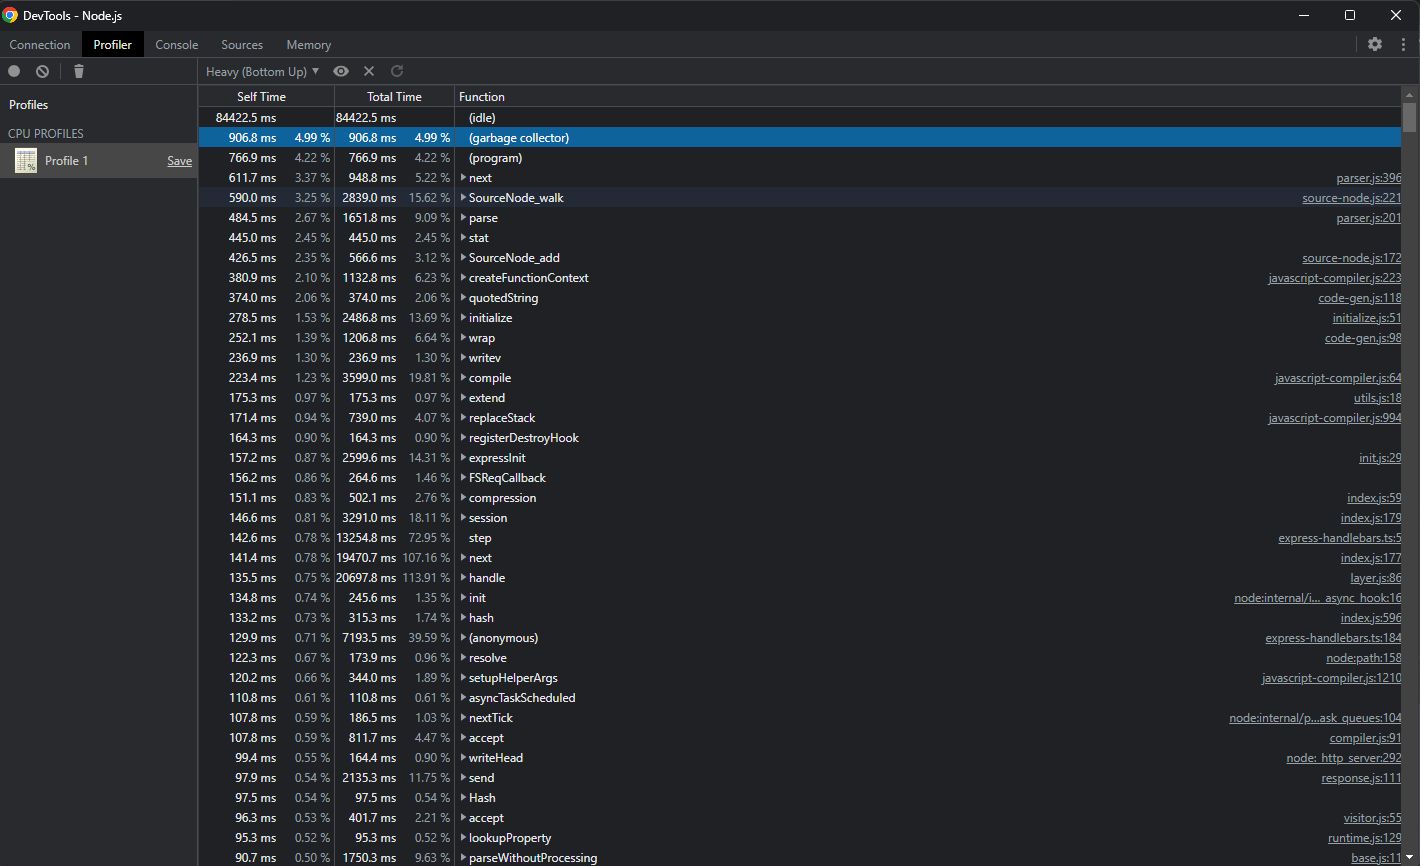 DevTools - Node.js
Connection Profiler Console Sources Memory
Heavy (Bottom Up) ▼
Profiles
CPU PROFILES
Profile 1 Save
Self Time Total Time Function
84422.5 ms 84422.5 ms (idle)
906.8 ms 4.99 % 906.8 ms 4.99 % (garbage collector)
766.9 ms 4.22 % 766.9 ms 4.22 % (program)
611.7 ms 3.37 % 948.8 ms 5.22 % next parser.js:396
590.0 ms 3.25 % 2839.0 ms 15.62 % SourceNode_walk source-node.js:221
484.5 ms 2.67 % 1651.8 ms 9.09 % parse parser.js:201
445.0 ms 2.45 % 445.0 ms 2.45 % stat
426.5 ms 2.35 % 566.6 ms 3.12 % SourceNode_add source-node.js:172
380.9 ms 2.10 % 1132.8 ms 6.23 % createFunctionContext javascript-compiler.js:223
374.0 ms 2.06 % 374.0 ms 2.06 % quotedString code-gen.js:118
278.5 ms 1.53 % 2486.8 ms 13.69 % initialize initialize.js:51
252.1 ms 1.39 % 1206.8 ms 6.64 % wrap code-gen.js:98
236.9 ms 1.30 % 236.9 ms 1.30 % writev
223.4 ms 1.23 % 3599.0 ms 19.81 % compile javascript-compiler.js:64
175.3 ms 0.97 % 175.3 ms 0.97 % extend utils.js:18
171.4 ms 0.94 % 739.0 ms 4.07 % replaceStack javascript-compiler.js:994
164.3 ms 0.90 % 164.3 ms 0.90 % registerDestroyHook
157.2 ms 0.87 % 2599.6 ms 14.31 % expressInit init.js:29
156.2 ms 0.86 % 264.6 ms 1.46 % FSReqCallback
151.1 ms 0.83 % 502.1 ms 2.76 % compression index.js:59
146.6 ms 0.81 % 3291.0 ms 18.11 % session index.js:179
142.6 ms 0.78 % 13254.8 ms 72.95 % step express-handlebars.ts:5
141.4 ms 0.78 % 19470.7 ms 107.16 % next index.js:177
135.5 ms 0.75 % 20697.8 ms 113.91 % handle layer.js:86
134.8 ms 0.74 % 245.6 ms 1.35 % init node:internal/i... async_hook:16
133.2 ms 0.73 % 315.3 ms 1.74 % hash index.js:596
129.9 ms 0.71 % 7193.5 ms 39.59 % (anonymous) express-handlebars.ts:184
122.3 ms 0.67 % 173.9 ms 0.96 % resolve node:path:158
120.2 ms 0.66 % 344.0 ms 1.89 % setupHelperArgs javascript-compiler.js:1210
110.8 ms 0.61 % 110.8 ms 0.61 % asyncTaskScheduled
107.8 ms 0.59 % 186.5 ms 1.03 % nextTick node:internal/p...ask_queues:104
107.8 ms 0.59 % 811.7 ms 4.47 % accept compiler.js:91
99.4 ms 0.55 % 164.4 ms 0.90 % writeHead node:_http_server:292
97.9 ms 0.54 % 2135.3 ms 11.75 % send response.js:111
97.5 ms 0.54 % 97.5 ms 0.54 % Hash
96.3 ms 0.53 % 401.7 ms 2.21 % accept visitor.js:55
95.3 ms 0.52 % 95.3 ms 0.52 % lookupProperty runtime.js:129
90.7 ms 0.50 % 1750.3 ms 9.63 % parseWithoutProcessing base.js:11